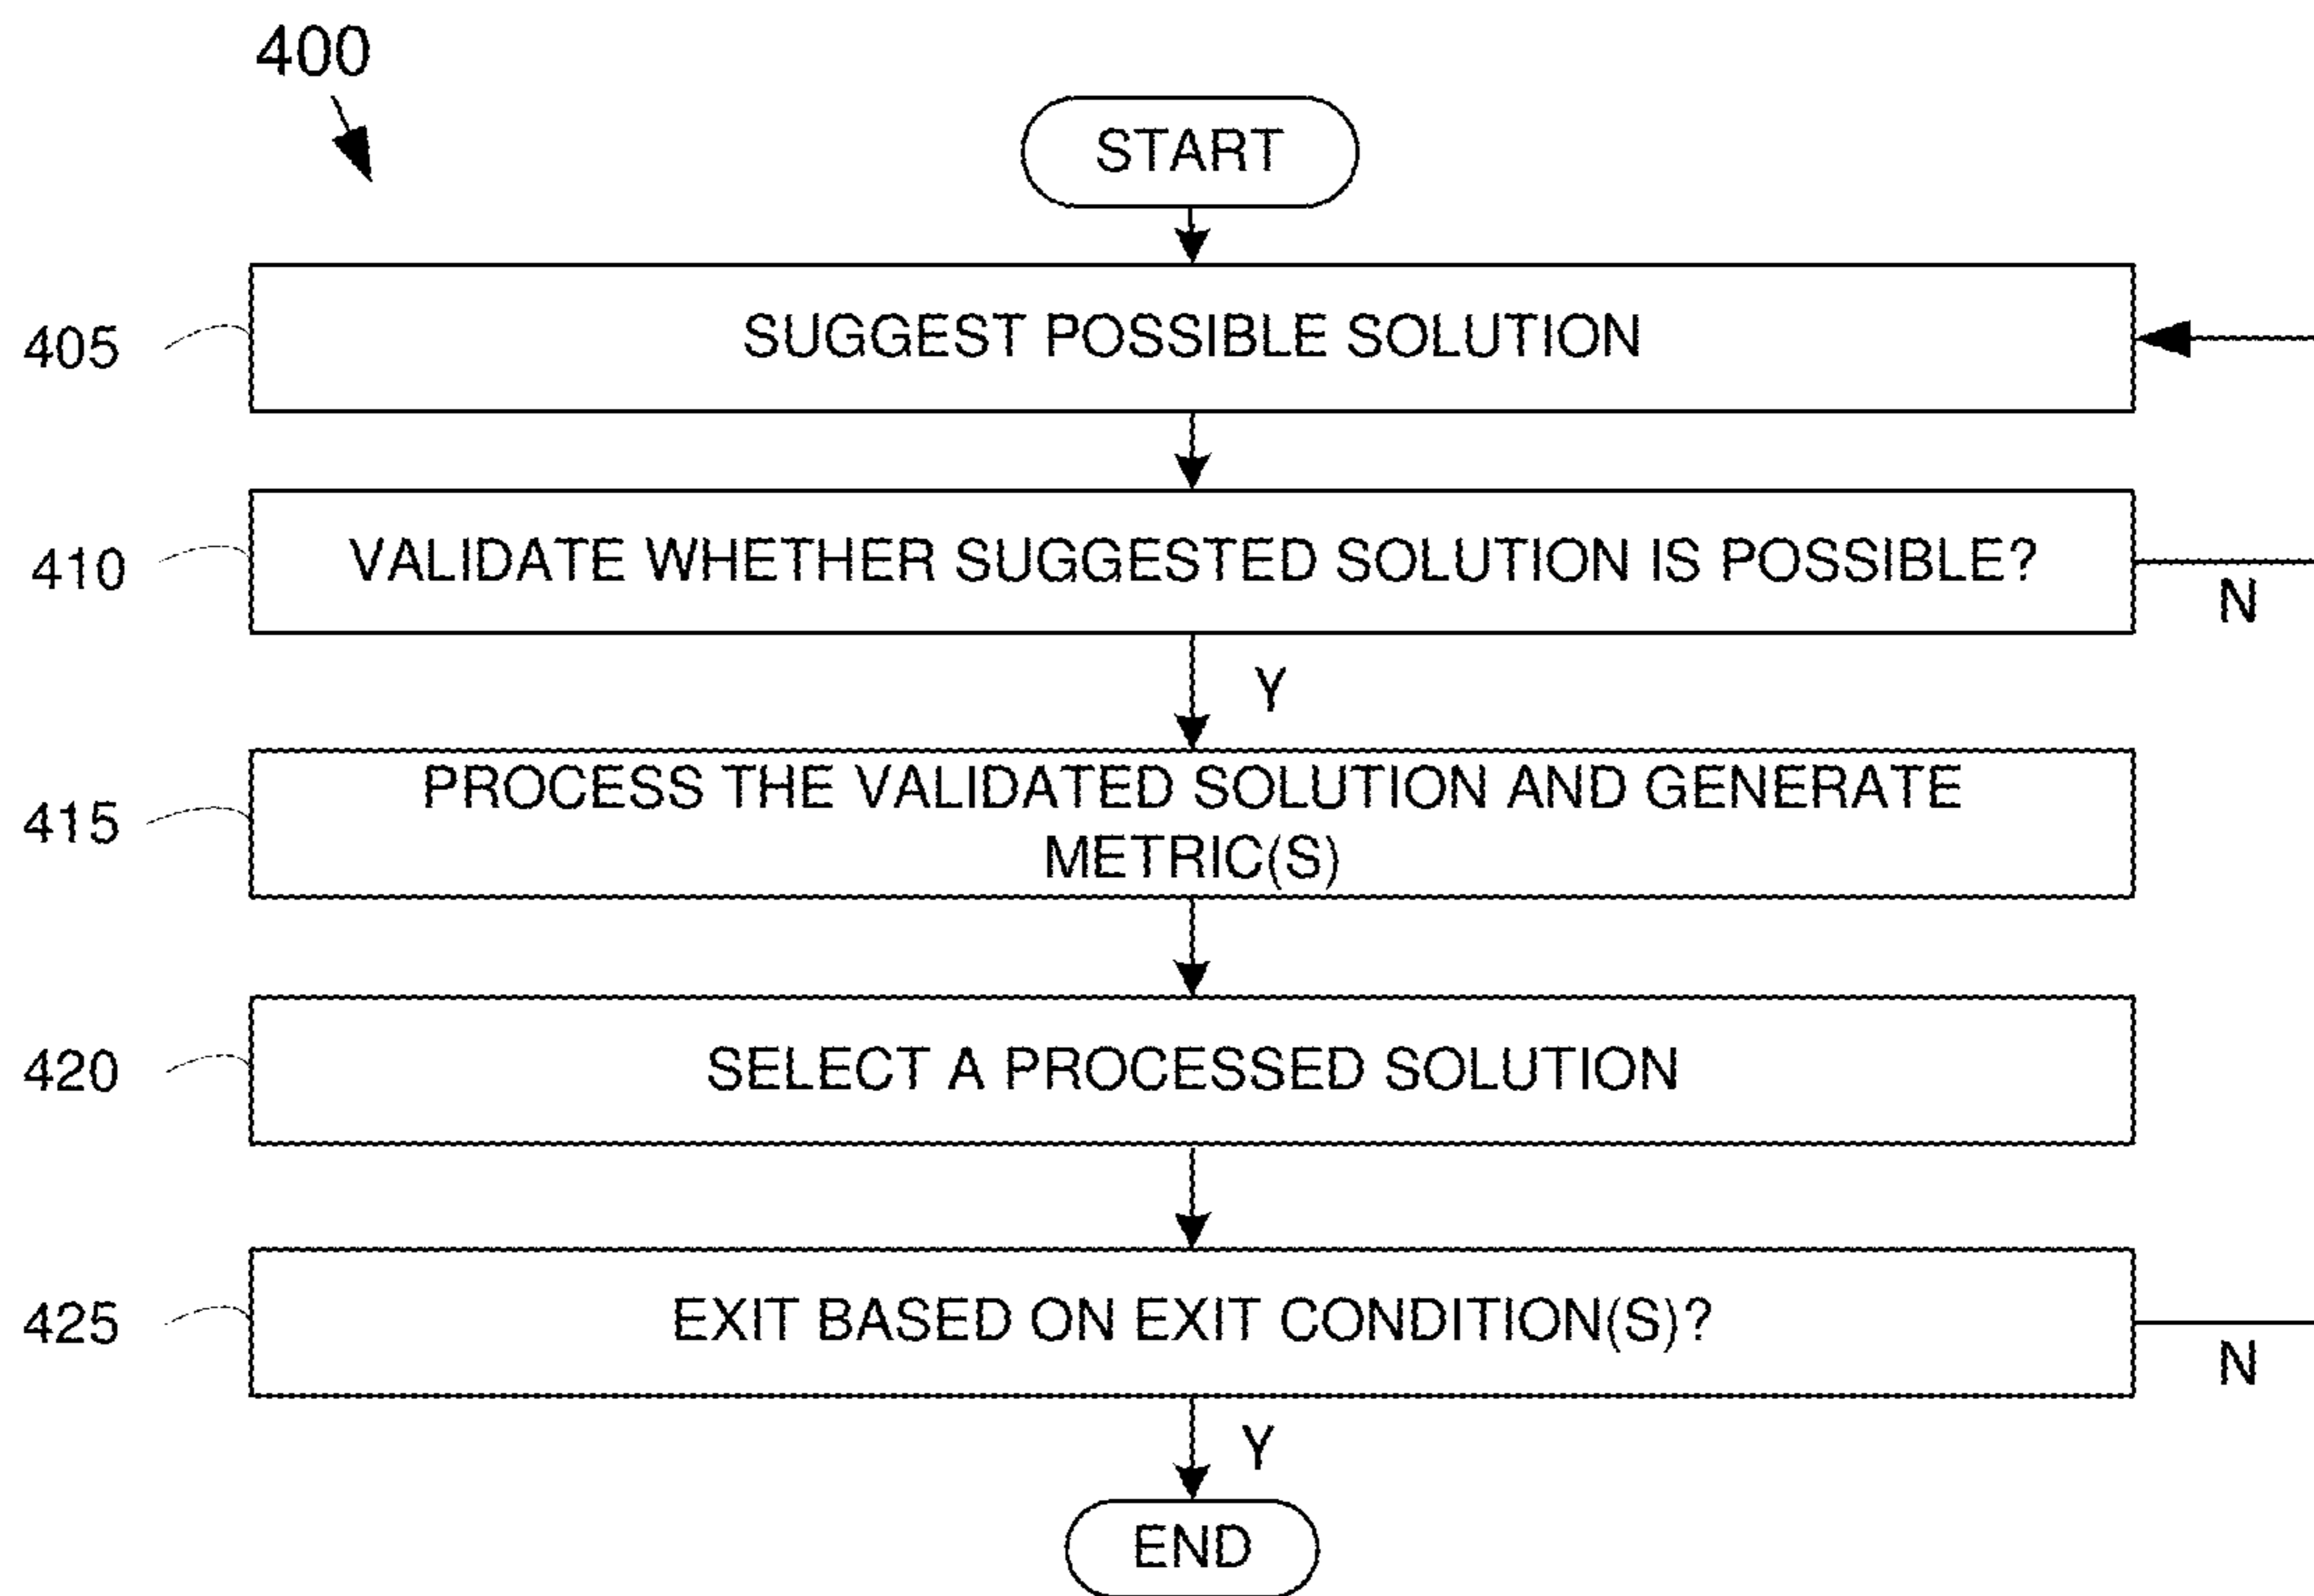 400
START
405
SUGGEST POSSIBLE SOLUTION
410
VALIDATE WHETHER SUGGESTED SOLUTION IS POSSIBLE?
N
Y
415
PROCESS THE VALIDATED SOLUTION AND GENERATE
METRIC(S)
420
SELECT A PROCESSED SOLUTION
425
EXIT BASED ON EXIT CONDITION(S)?
N
Y
END